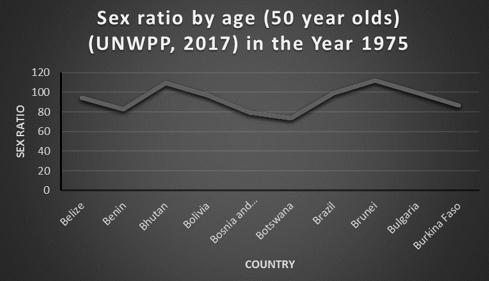 Sex ratio by age (50 year olds)
(UNWPP, 2017) in the Year 1975
120
100
80
60
40
20
0
SEX RATIO
Belize
Benin
Bhutan
Bolivia
Bosnia and...
Botswana
Brazil
Brunei
Bulgaria
Burkina Faso
COUNTRY